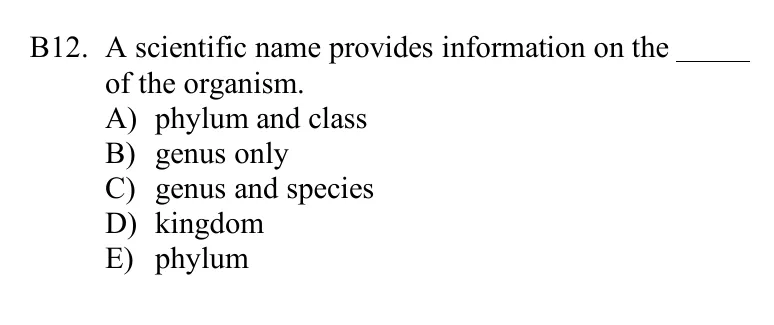 B12. A scientific name provides information on the _____
of the organism.
A) phylum and class
B) genus only
C) genus and species
D) kingdom
E) phylum